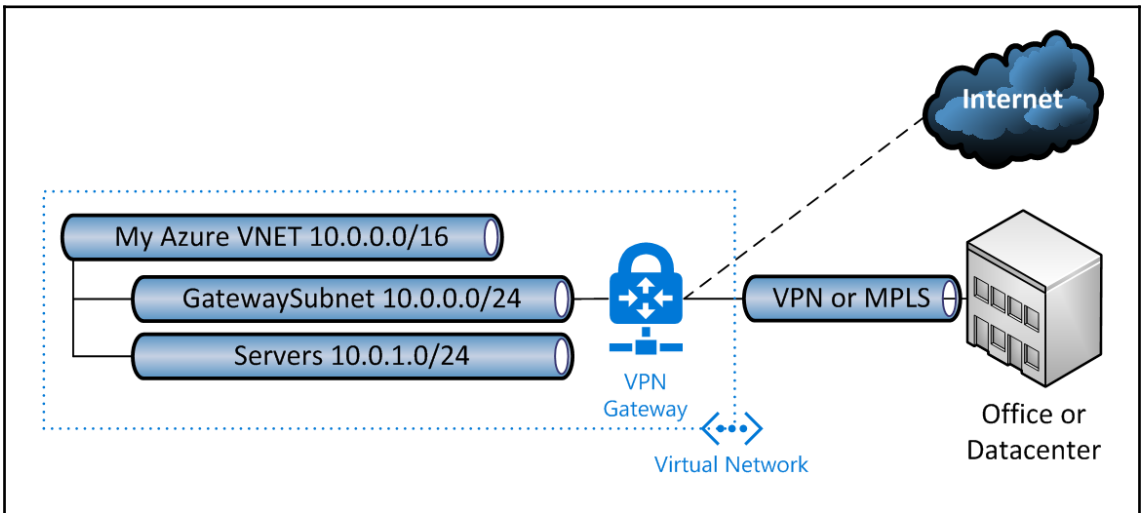 Internet
My Azure VNET 10.0.0.0/16
GatewaySubnet 10.0.0.0/24
VPN or MPLS
Servers 10.0.1.0/24
VPN
Gateway
Office or
Datacenter
Virtual Network